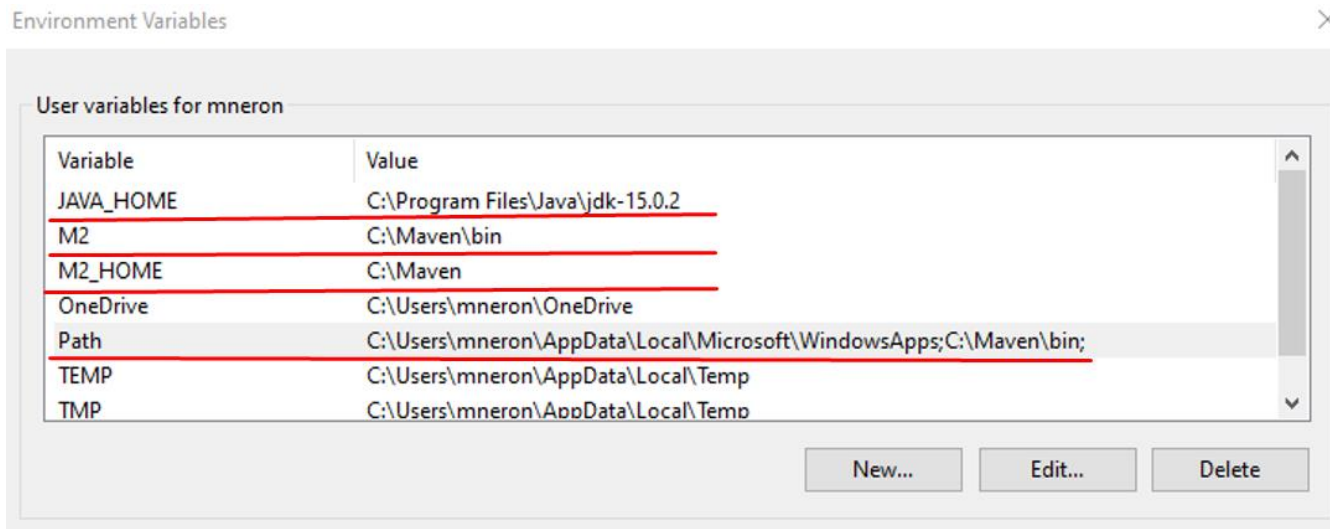 Environment Variables
User variables for mneron
Variable Value
JAVA_HOME C:\Program Files\Java\jdk-15.0.2
M2 C:\Maven\bin
M2_HOME C:\Maven
OneDrive C:\Users\mneron\OneDrive
Path C:\Users\mneron\AppData\Local\Microsoft\WindowsApps;C:\Maven\bin;
TEMP C:\Users\mneron\AppData\Local\Temp
TMP C:\Users\mneron\AppData\Local\Temp
New... Edit... Delete